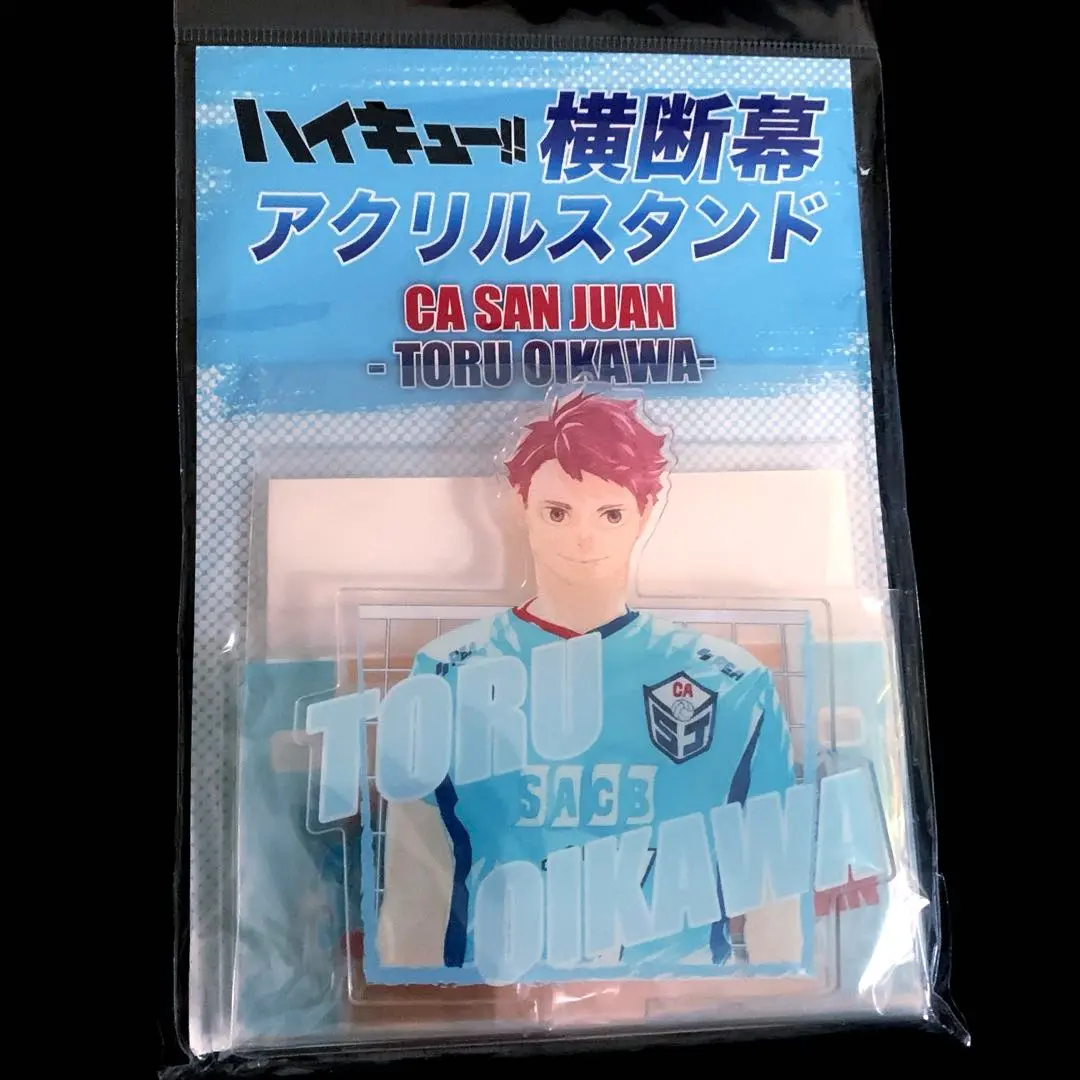 ハイキュー!! 横断幕
アクリルスタンド
CA SAN JUAN
- TORU OIKAWA-
CA
SJ
TORU
SACB
OIKAWA